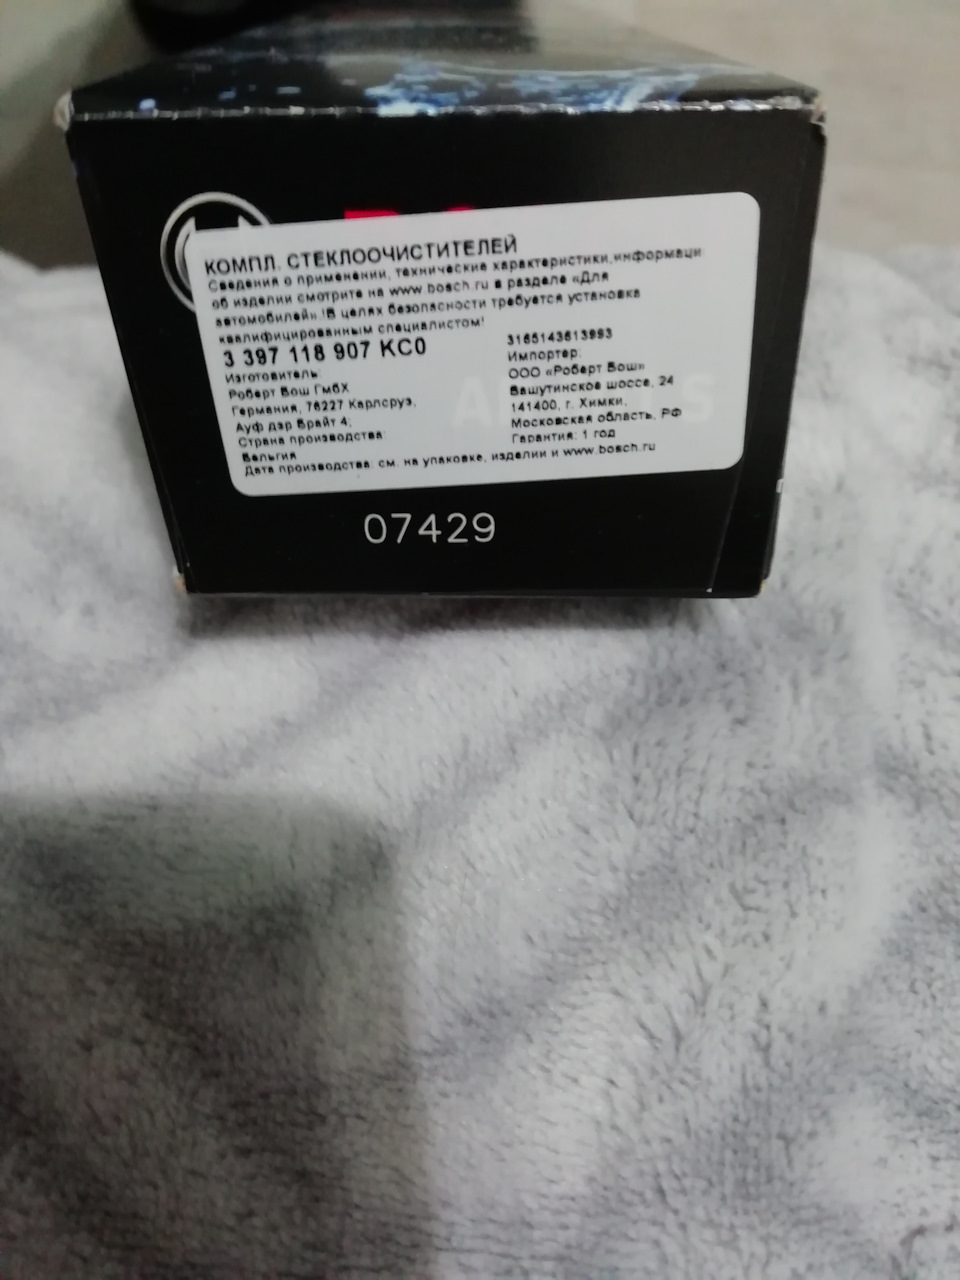 КОМПЛ. СТЕКЛООЧИСТИТЕЛЕЙ
Сведения о применении, технические характеристики,информаци
об изделии смотрите на www.bosch.ru в разделе «Для
автомобилей» !В целях безопасности требуется установка
квалифицированным специалистом!
3 397 118 907 KC0
Изготовитель:
Роберт Бош ГмбХ
Германия, 76227 Карлсруэ,
Ауф дэр Брайт 4;
Страна производства:
Бельгия
3165143613993
Импортер:
ООО «Роберт Бош»
Вашутинское шоссе, 24
141400, г. Химки,
Московская область, РФ
Гарантия: 1 год
Дата производства: см. на упаковке, изделии и www.bosch.ru
07429